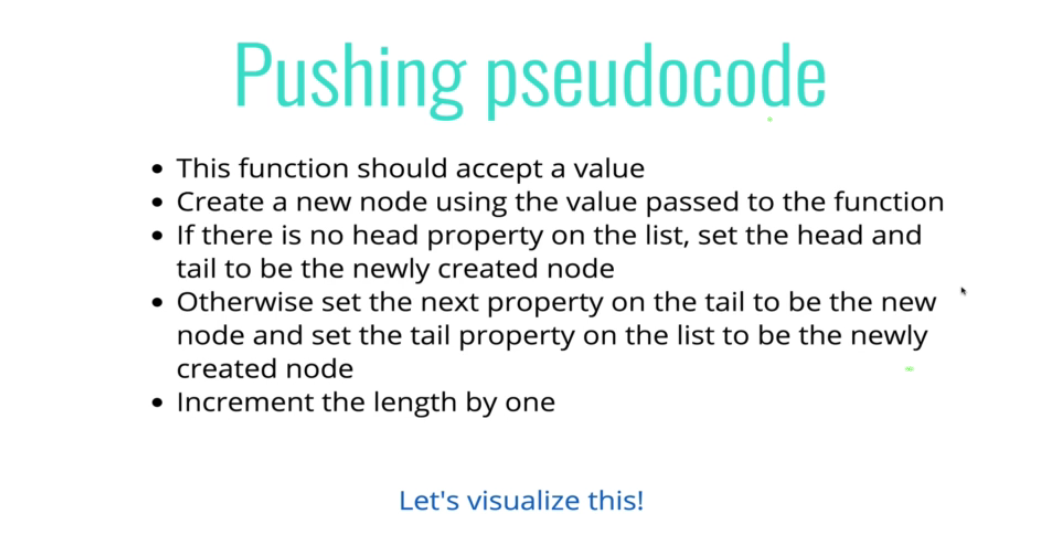 Pushing pseudocode
• This function should accept a value
• Create a new node using the value passed to the function
• If there is no head property on the list, set the head and
tail to be the newly created node
• Otherwise set the next property on the tail to be the new
node and set the tail property on the list to be the newly
created node
• Increment the length by one
Let's visualize this!